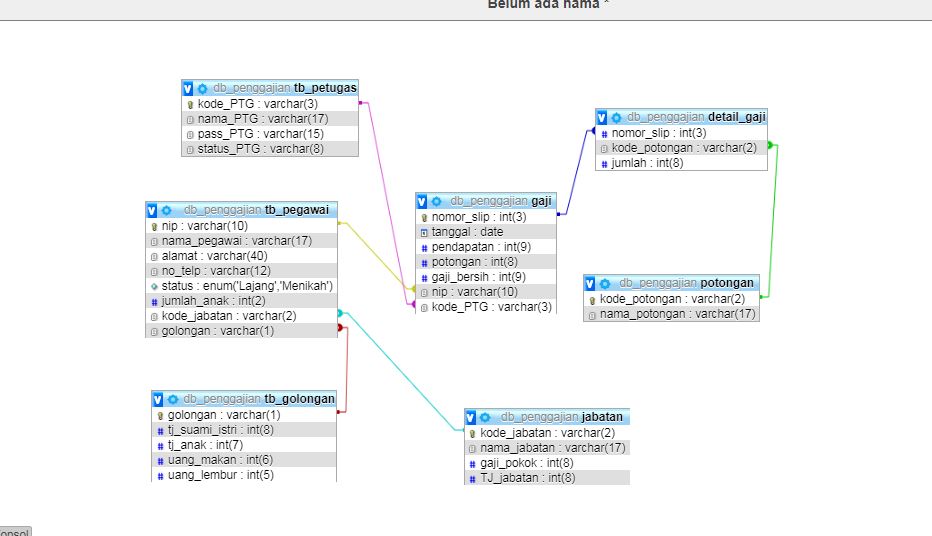 Belum ada nama *
db_penggajian tb_petugas
kode_PTG : varchar(3)
nama_PTG : varchar(17)
pass_PTG : varchar(15)
status_PTG : varchar(8)
db_penggajian detail_gaji
nomor_slip : int(3)
kode_potongan : varchar(2)
jumlah : int(8)
db_penggajian tb_pegawai
nip : varchar(10)
nama_pegawai : varchar(17)
alamat : varchar(40)
no_telp : varchar(12)
status : enum('Lajang','Menikah')
jumlah_anak : int(2)
kode_jabatan : varchar(2)
golongan : varchar(1)
db_penggajian gaji
nomor_slip : int(3)
tanggal : date
pendapatan : int(9)
potongan : int(8)
gaji_bersih : int(9)
nip : varchar(10)
kode_PTG : varchar(3)
db_penggajian potongan
kode_potongan : varchar(2)
nama_potongan : varchar(17)
db_penggajian tb_golongan
golongan : varchar(1)
tj_suami_istri : int(8)
tj_anak : int(7)
uang_makan : int(6)
uang_lembur : int(5)
db_penggajian jabatan
kode_jabatan : varchar(2)
nama_jabatan : varchar(17)
gaji_pokok : int(8)
TJ_jabatan : int(8)